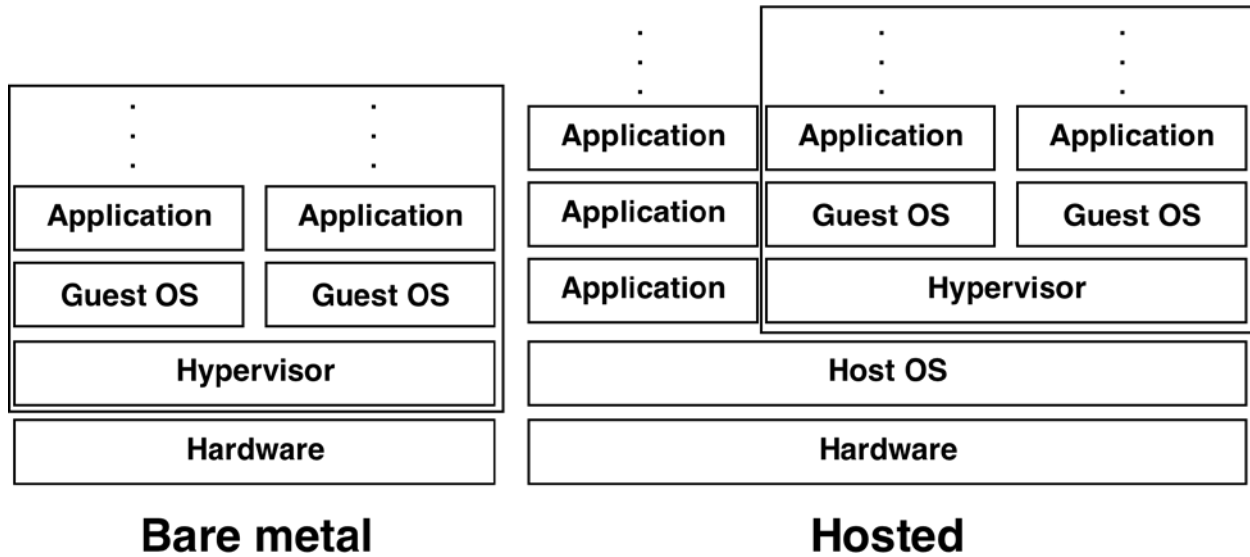 Application Application
Guest OS Guest OS
Hypervisor
Hardware
Bare metal
Application Application Application
Application Guest OS Guest OS
Application Hypervisor
Host OS
Hardware
Hosted